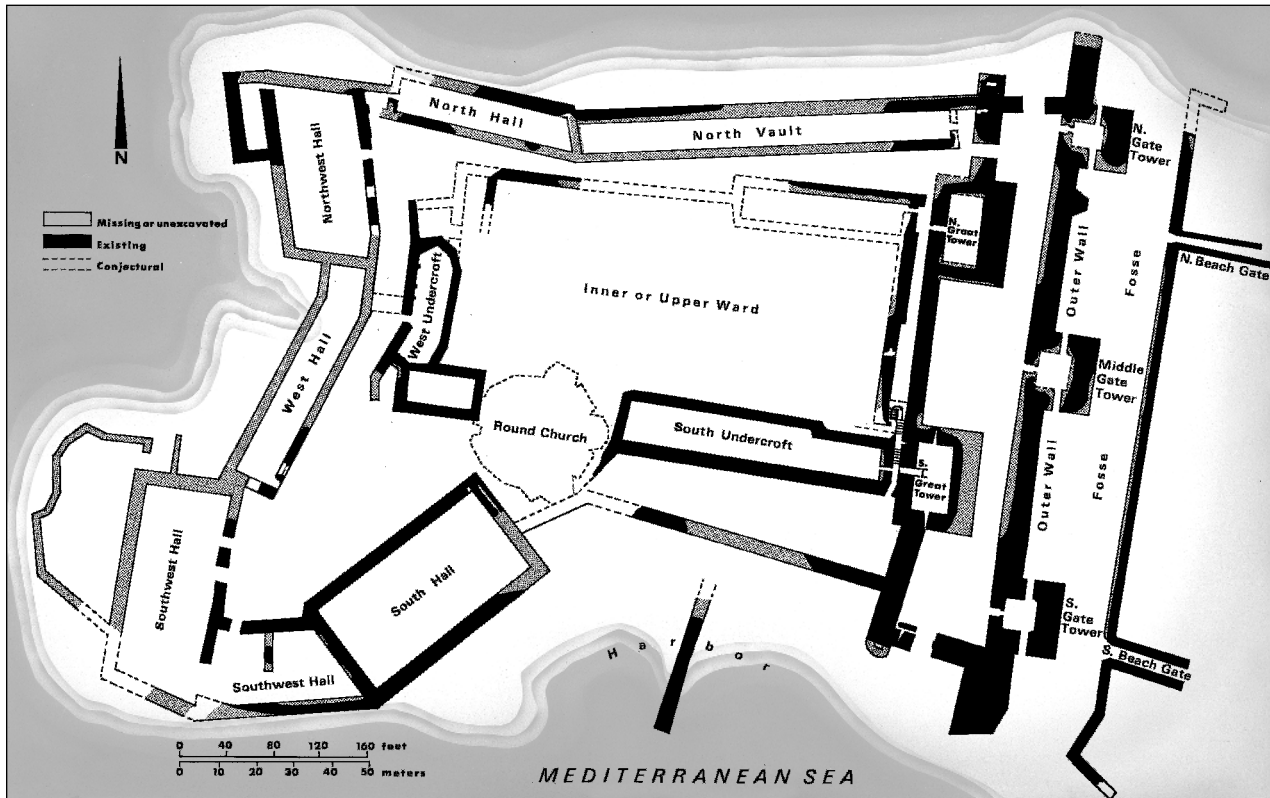 North Hall
North Vault
N.
Gate
Tower
Northwest Hall
N
Missing or unexcavated
Existing
Conjectural
N.
Great
Tower
Outer Wall
Fosse
N. Beach Gate
West Undercroft
Inner or Upper Ward
West Hall
Middle
Gate
Tower
Round Church
South Undercroft
S.
Great
Tower
Outer Wall
Fosse
Southwest Hall
South Hall
S.
Gate
Tower
Harbor
S. Beach Gate
Southwest Hall
0 40 80 120 160 feet
0 10 20 30 40 50 meters
MEDITERRANEAN SEA